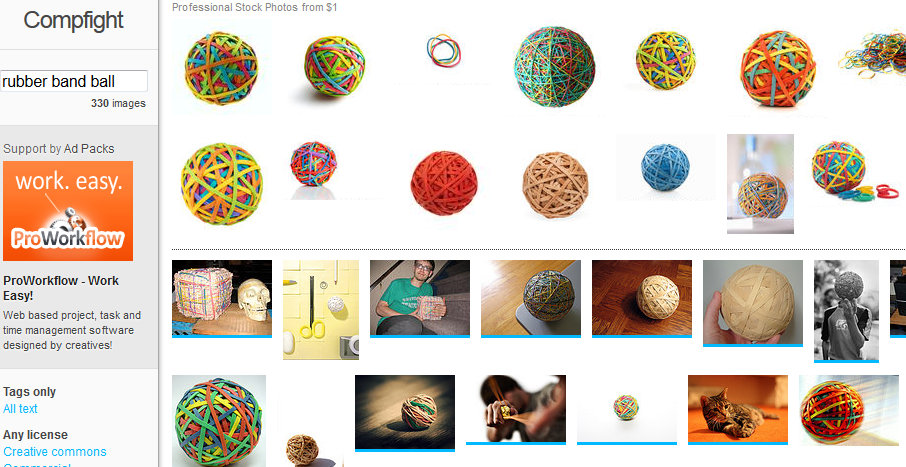 Compfight
Professional Stock Photos from $1
rubber band ball
330 images
Support by Ad Packs
work. easy.
ProWorkflow
ProWorkflow - Work
Easy!
Web based project, task and
time management software
designed by creatives!
Tags only
All text
Any license
Creative commons
Commercial